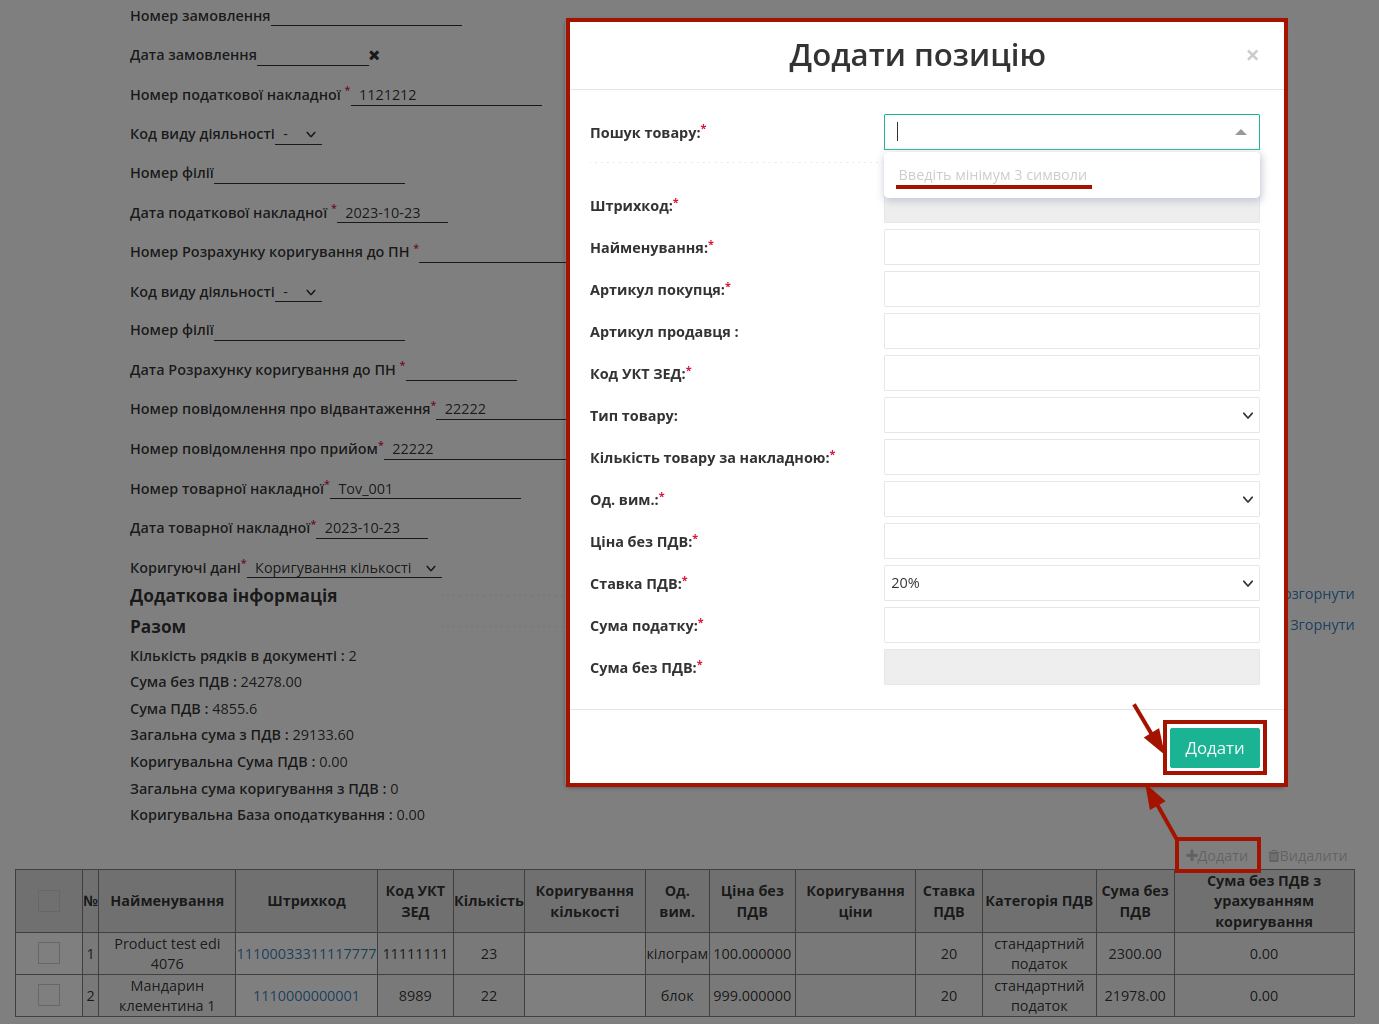 Номер замовлення
Дата замовлення ✖
Номер податкової накладної * 1121212
Код виду діяльності -
Номер філії
Дата податкової накладної * 2023-10-23
Номер Розрахунку коригування до ПН *
Код виду діяльності -
Номер філії
Дата Розрахунку коригування до ПН *
Номер повідомлення про відвантаження* 22222
Номер повідомлення про прийом* 22222
Номер товарної накладної* Tov_001
Дата товарної накладної* 2023-10-23
Коригуючі дані* Коригування кількості
Додаткова інформація
Разом
Згорнути
Кількість рядків в документі : 2
Сума без ПДВ : 24278.00
Сума ПДВ : 4855.6
Загальна сума з ПДВ : 29133.60
Коригувальна Сума ПДВ : 0.00
Загальна сума коригування з ПДВ : 0
Коригувальна База оподаткування : 0.00
Додати позицію ×
Пошук товару:*
Введіть мінімум 3 символи
Штрихкод:*
Найменування:*
Артикул покупця:*
Артикул продавця :
Код УКТ ЗЕД:*
Тип товару:
Кількість товару за накладною:*
Од. вим.:*
Ціна без ПДВ:*
Ставка ПДВ:* 20%
Сума податку:*
Сума без ПДВ:*
Додати
+Додати Видалити
№ Найменування Штрихкод Код УКТ ЗЕД Кількість Коригування кількості Од. вим. Ціна без ПДВ Коригування ціни Ставка ПДВ Категорія ПДВ Сума без ПДВ Сума без ПДВ з урахуванням коригування
1 Product test edi 4076 11100033311117777 11111111 23 кілограм 100.000000 20 стандартний податок 2300.00 0.00
2 Мандарин клементина 1 1110000000001 8989 22 блок 999.000000 20 стандартний податок 21978.00 0.00